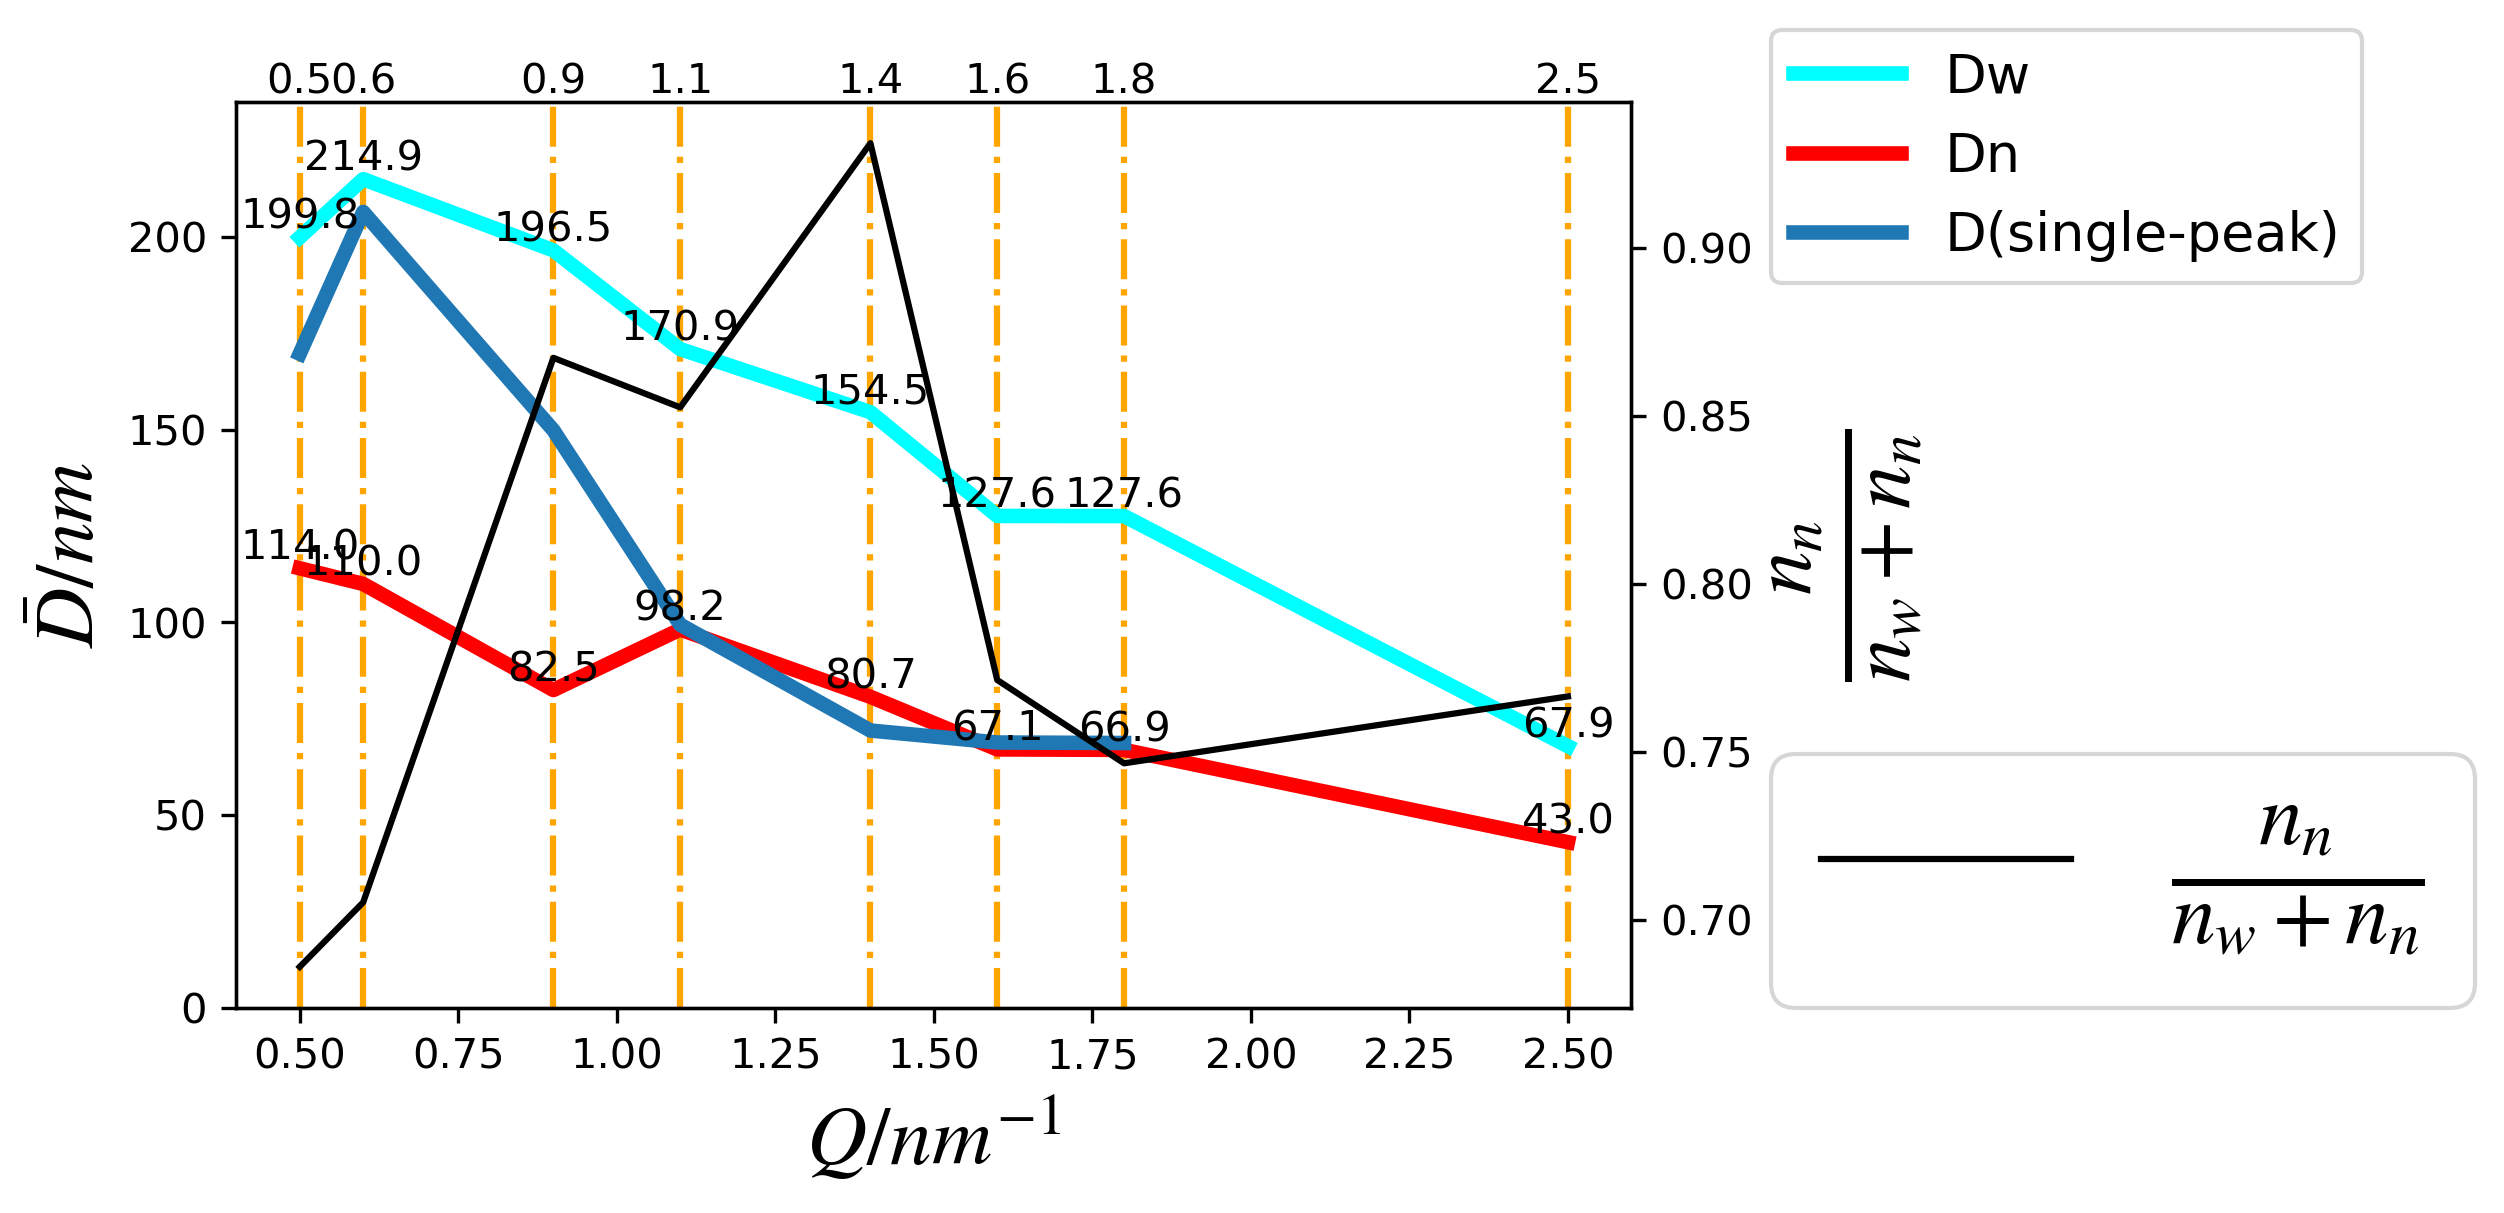 0.5 0.6 0.9 1.1 1.4 1.6 1.8 2.5
Dw
Dn
D(single-peak)
214.9
199.8
196.5
170.9
154.5
127.6 127.6
114.0
110.0
98.2
82.5
80.7
67.1
66.9
67.9
43.0
200
150
100
50
0
D̄/nm
0.90
0.85
0.80
0.75
0.70
n_n
n_w + n_n
n_n
n_w + n_n
0.50 0.75 1.00 1.25 1.50 1.75 2.00 2.25 2.50
Q/nm⁻¹